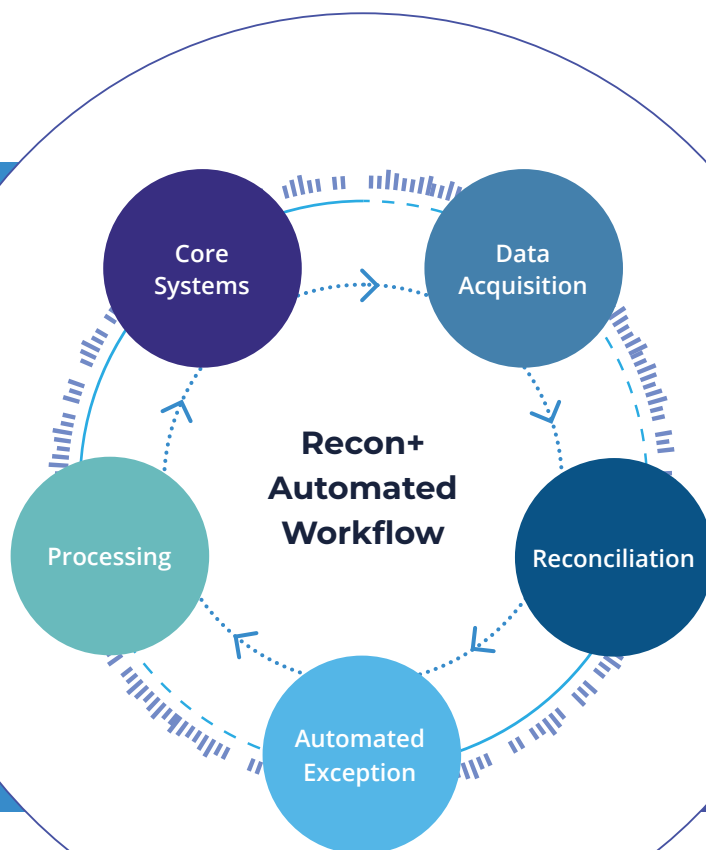 Core
Systems
Data
Acquisition
Recon+
Automated
Workflow
Processing
Reconciliation
Automated
Exception